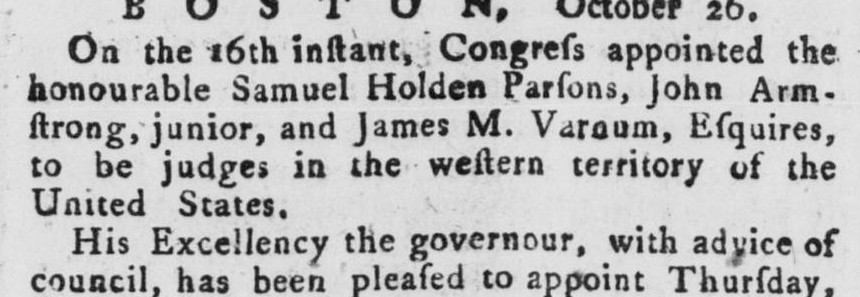 BOSTON, October 26.
On the 16th inſtant, Congreſs appointed the
honourable Samuel Holden Parſons, John Arm-
ſtrong, junior, and James M. Varnum, Eſquires,
to be judges in the weſtern territory of the
United States.
His Excellency the governour, with advice of
council, has been pleaſed to appoint Thurſday,